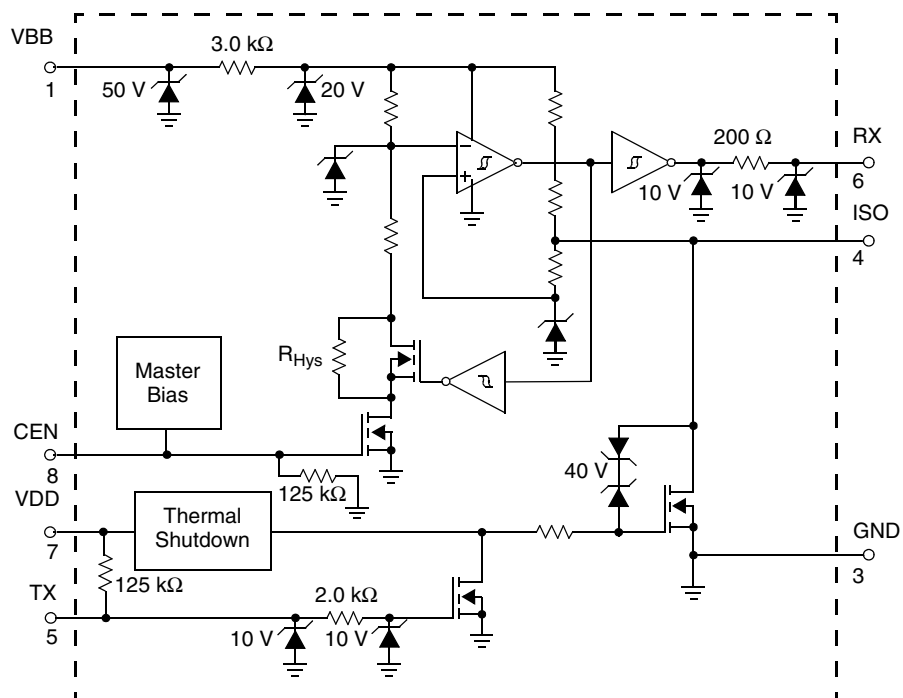 VBB
1
3.0 kΩ
50 V
20 V
−
+
200 Ω
10 V
10 V
RX
6
ISO
4
RHys
Master
Bias
CEN
8
125 kΩ
40 V
VDD
7
Thermal
Shutdown
GND
3
125 kΩ
TX
5
2.0 kΩ
10 V
10 V